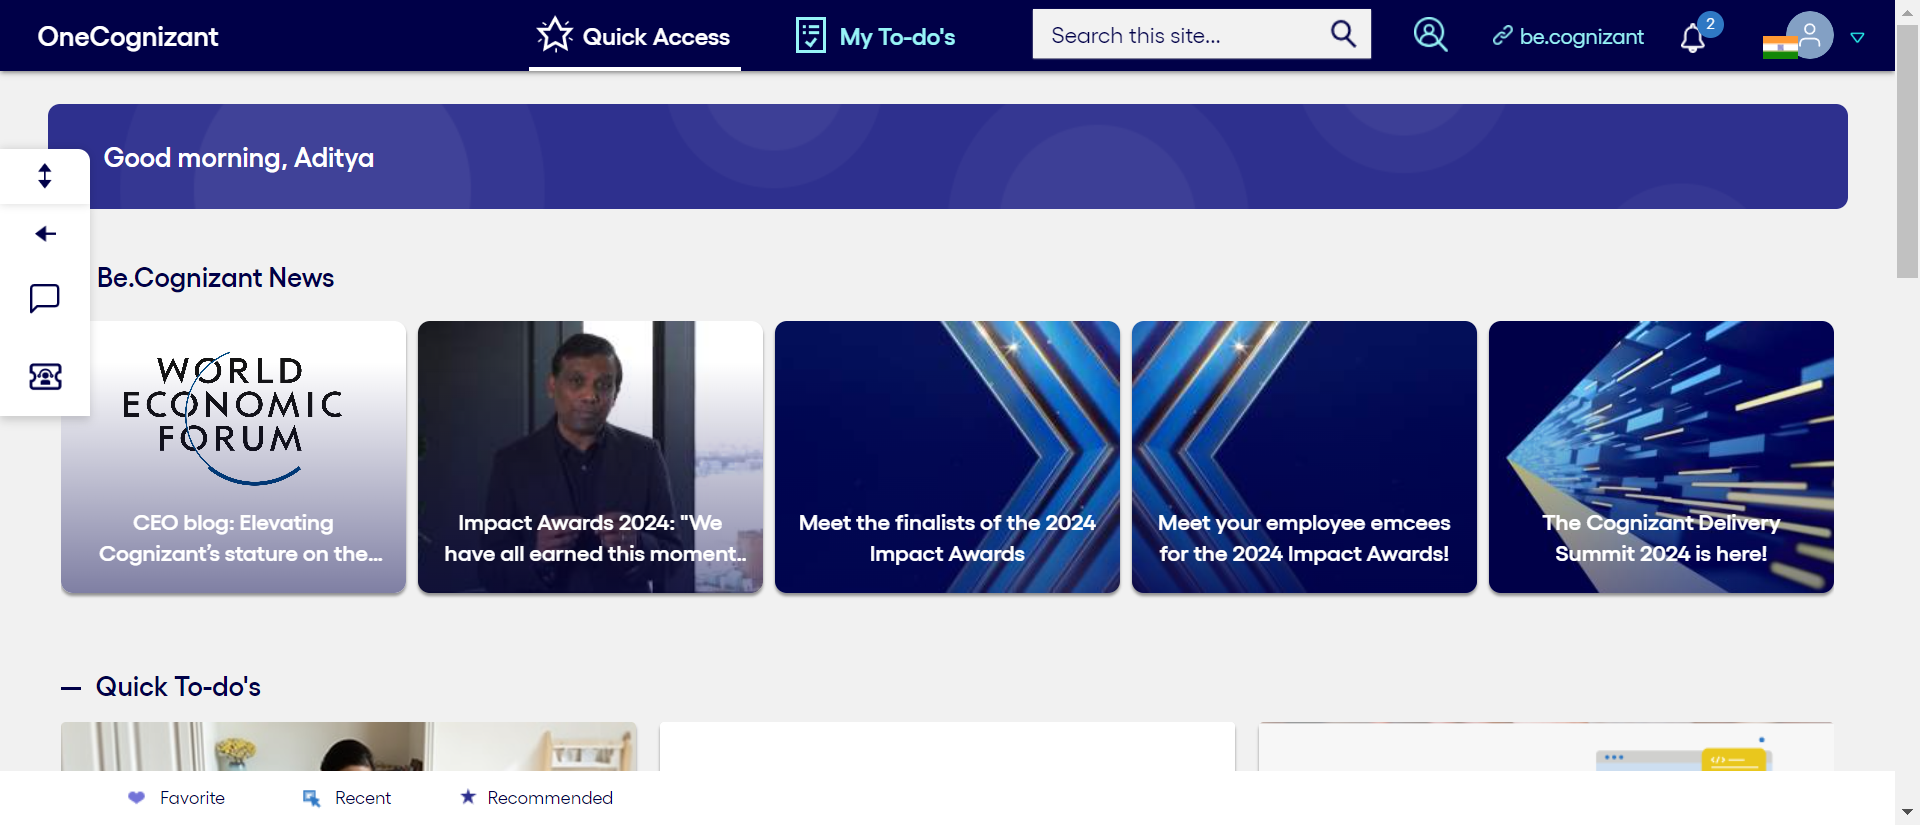 OneCognizant
Quick Access
My To-do's
Search this site...
be.cognizant
2
Good morning, Aditya
Be.Cognizant News
WORLD
ECONOMIC
FORUM
CEO blog: Elevating
Cognizant’s stature on the...
Impact Awards 2024: "We
have all earned this moment..
Meet the finalists of the 2024
Impact Awards
Meet your employee emcees
for the 2024 Impact Awards!
The Cognizant Delivery
Summit 2024 is here!
Quick To-do's
</>
Favorite
Recent
Recommended